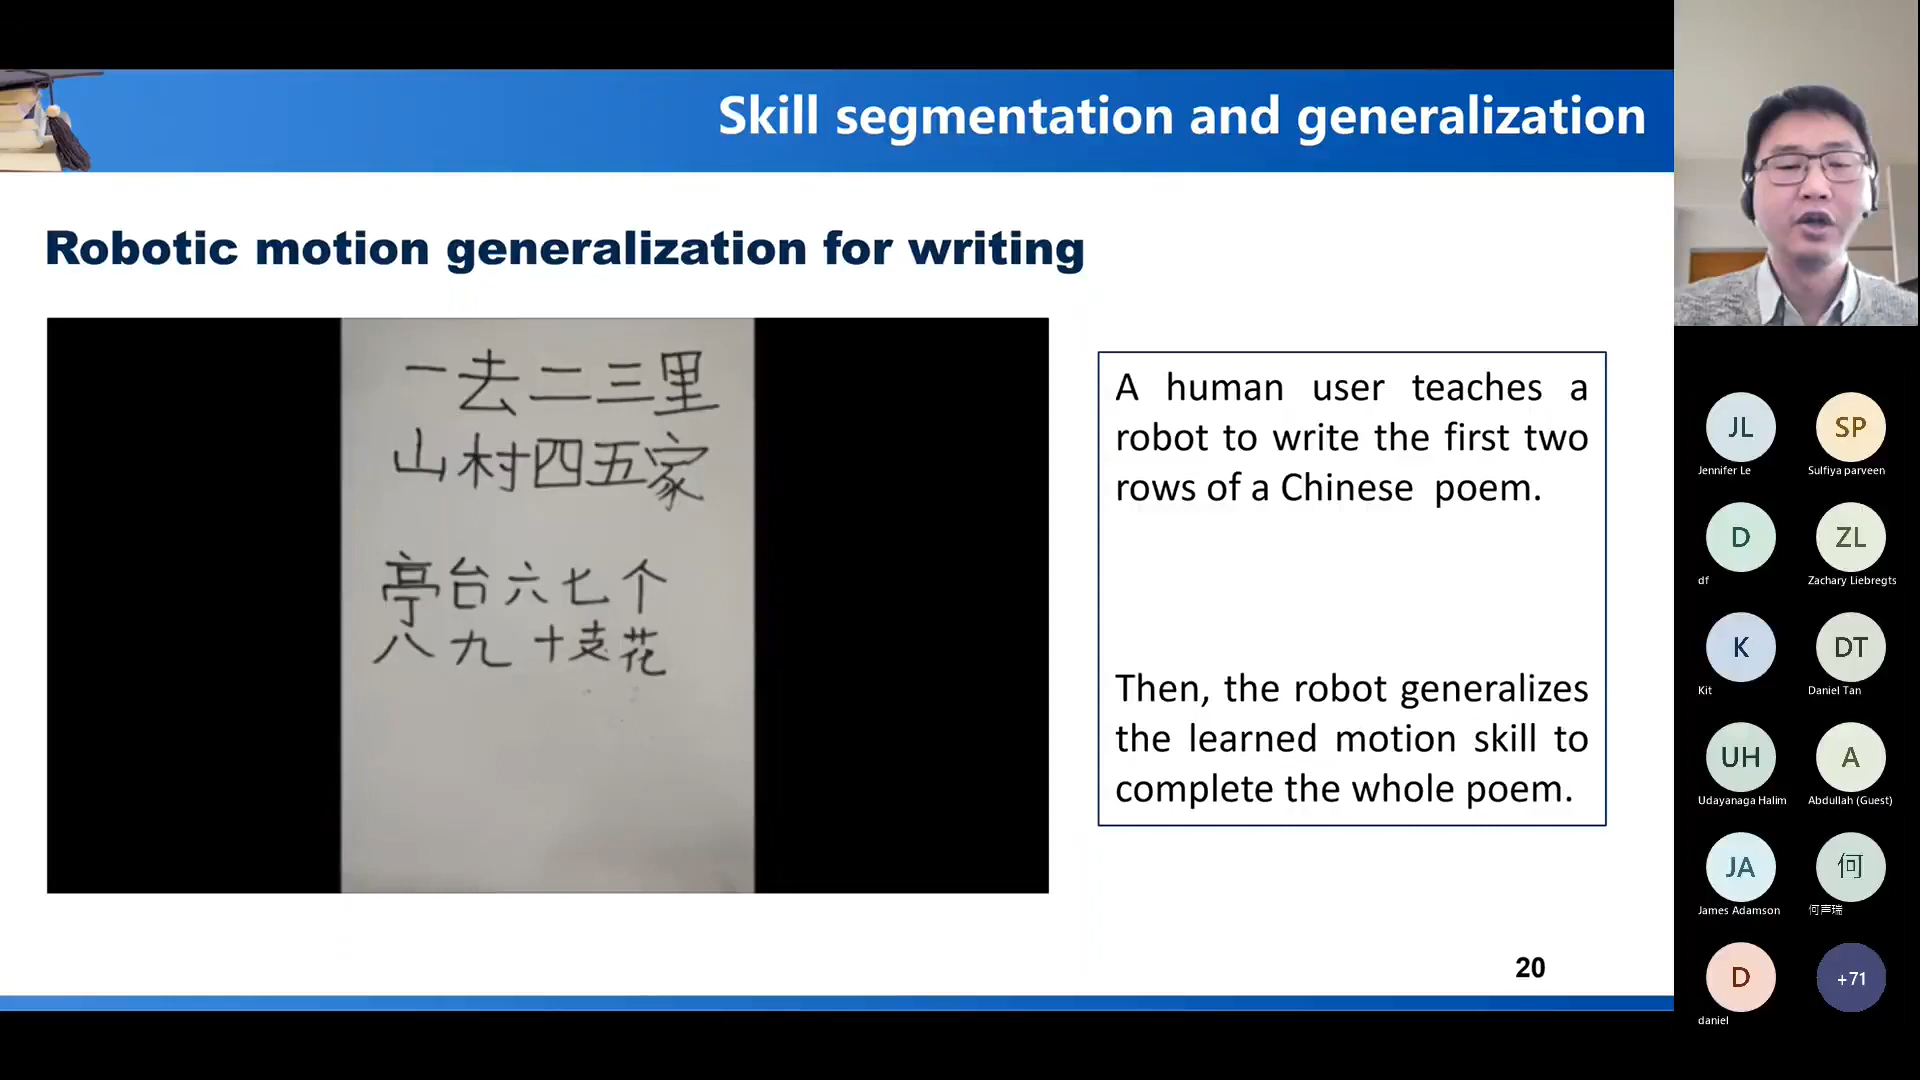 Skill segmentation and generalization
Robotic motion generalization for writing
一去二三里
山村四五家
亭台六七个
八九十支花
A human user teaches a
robot to write the first two
rows of a Chinese poem.
Then, the robot generalizes
the learned motion skill to
complete the whole poem.
20
JL
Jennifer Le
SP
Sulfiya parveen
D
df
ZL
Zachary Liebregts
K
Kit
DT
Daniel Tan
UH
Udayanaga Halim
A
Abdullah (Guest)
JA
James Adamson
何
何声瑞
D
daniel
+71